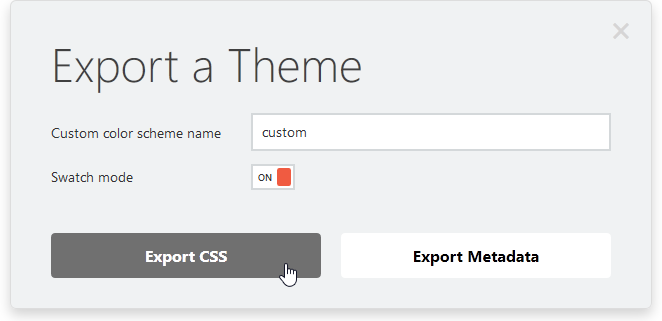 Export a Theme
Custom color scheme name custom
Swatch mode ON
Export CSS Export Metadata